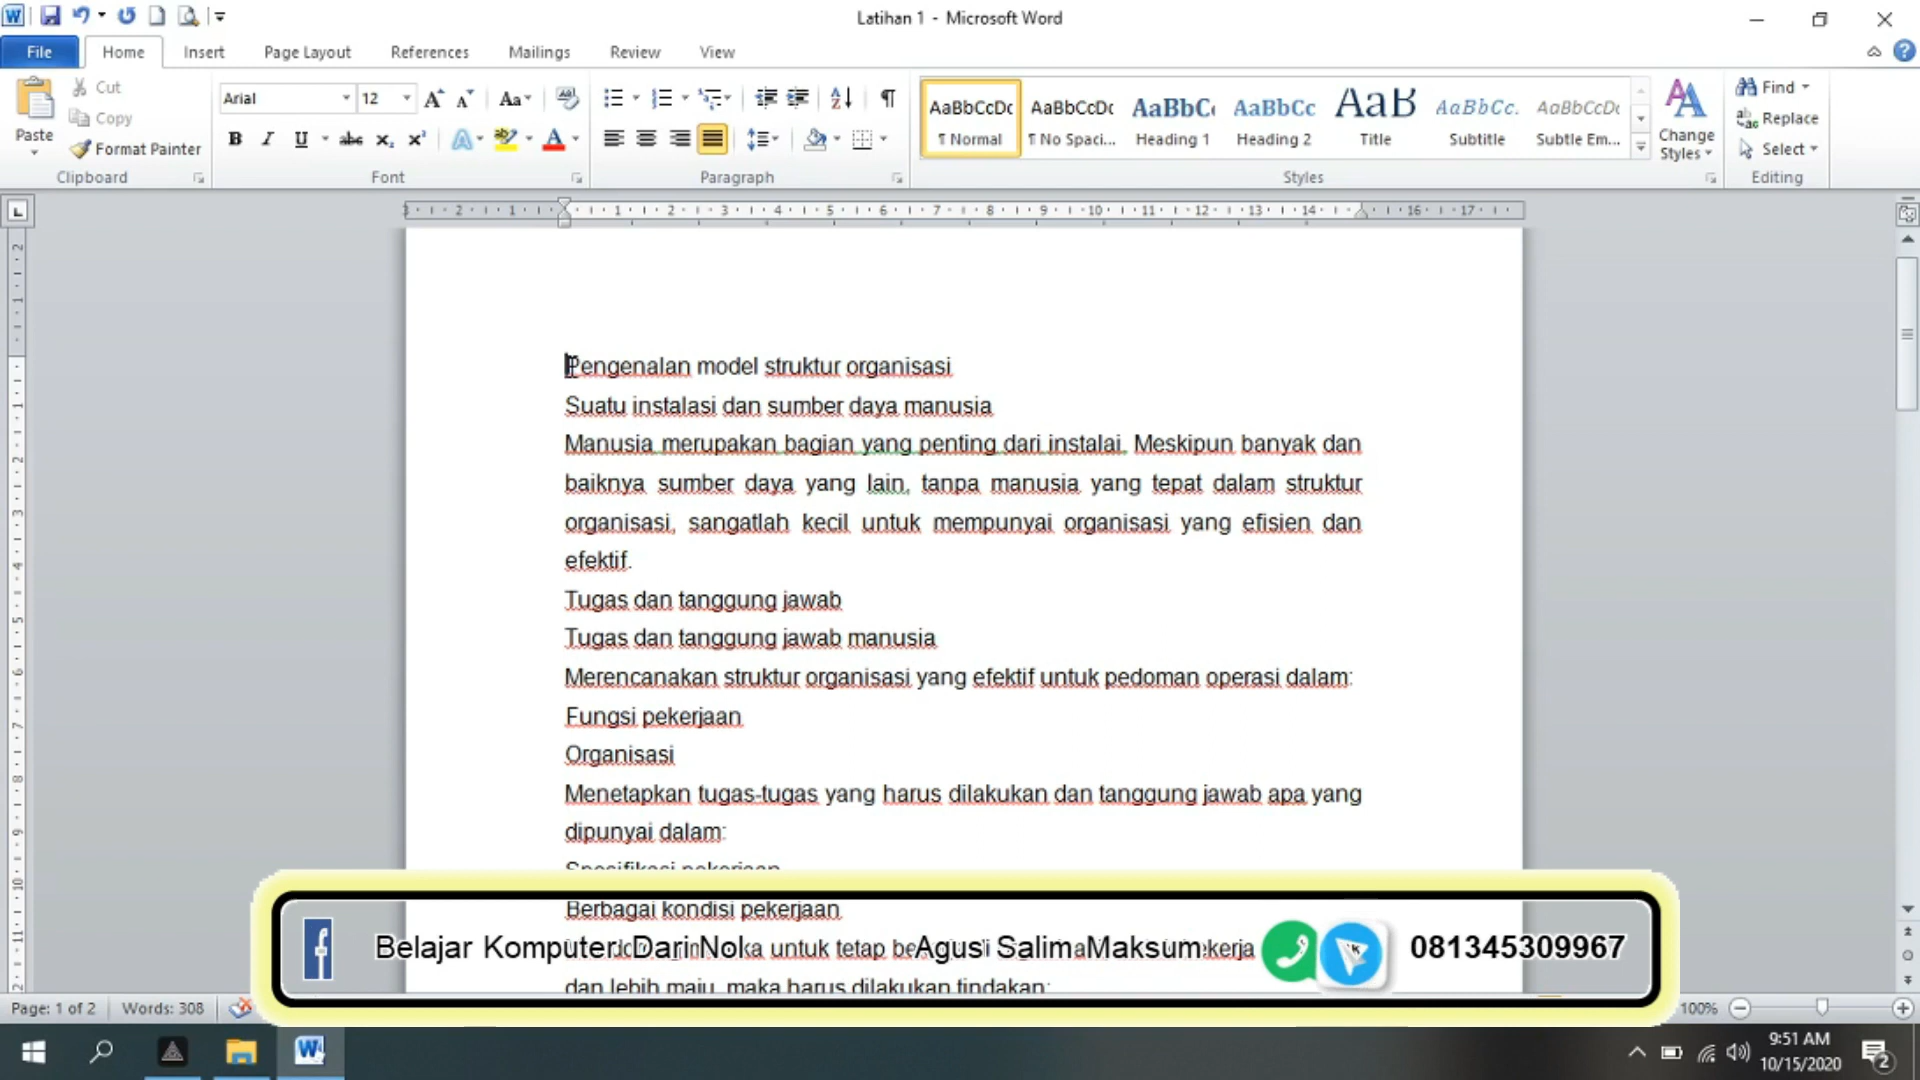 Latihan 1 - Microsoft Word
File Home Insert Page Layout References Mailings Review View
Paste
Cut
Copy
Format Painter
Clipboard
Arial 12
Font
Paragraph
AaBbCcDc AaBbCcDc AaBbC AaBbCc AaB AaBbCc. AaBbCcDc
¶ Normal ¶ No Spaci... Heading 1 Heading 2 Title Subtitle Subtle Em...
Change Styles
Styles
Find
Replace
Select
Editing
Pengenalan model struktur organisasi
Suatu instalasi dan sumber daya manusia
Manusia merupakan bagian yang penting dari instalai. Meskipun banyak dan
baiknya sumber daya yang lain, tanpa manusia yang tepat dalam struktur
organisasi, sangatlah kecil untuk mempunyai organisasi yang efisien dan
efektif.
Tugas dan tanggung jawab
Tugas dan tanggung jawab manusia
Merencanakan struktur organisasi yang efektif untuk pedoman operasi dalam:
Fungsi pekerjaan
Organisasi
Menetapkan tugas-tugas yang harus dilakukan dan tanggung jawab apa yang
dipunyai dalam:
Spesifikasi pekerjaan
Berbagai kondisi pekerjaan
untuk tetap
dan lebih maju, maka harus dilakukan tindakan:
Belajar Komputer Dari Nol Agus Salim Maksum 081345309967
Page: 1 of 2 Words: 308 100%
9:51 AM
10/15/2020
2